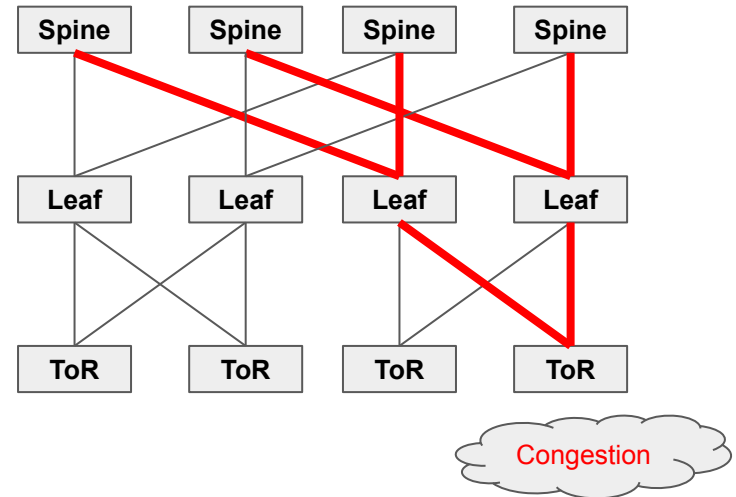 Spine Spine Spine Spine
Leaf Leaf Leaf Leaf
ToR ToR ToR ToR
Congestion